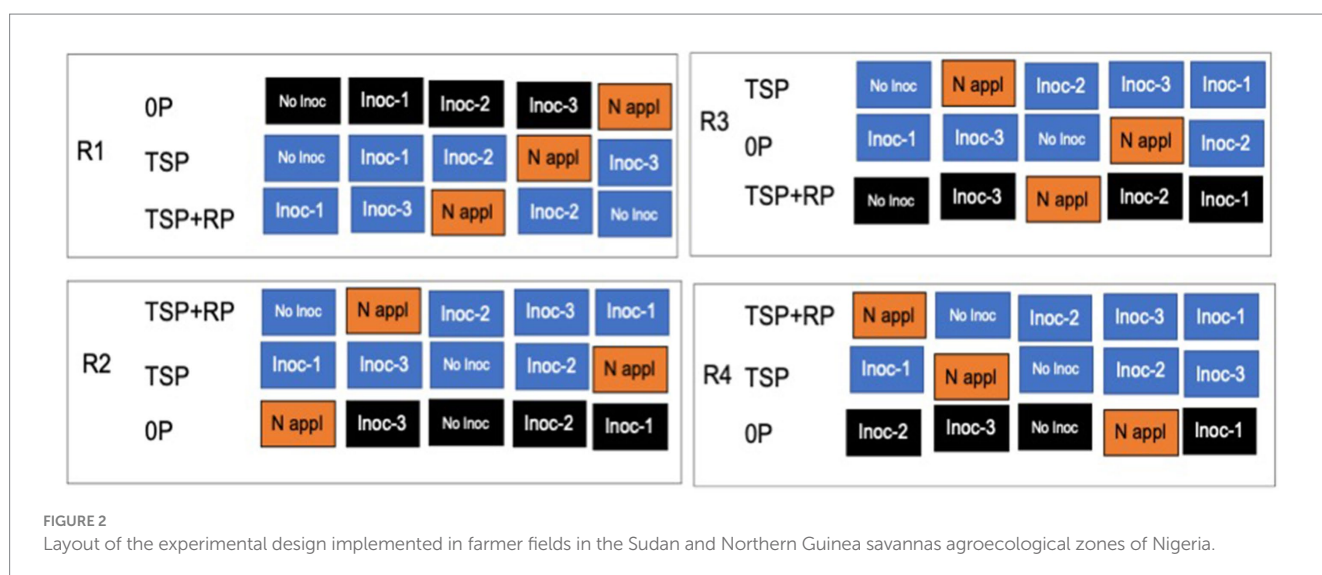 R1
0P No Inoc Inoc-1 Inoc-2 Inoc-3 N appl
TSP No Inoc Inoc-1 Inoc-2 N appl Inoc-3
TSP+RP Inoc-1 Inoc-3 N appl Inoc-2 No Inoc
R3
TSP No Inoc N appl Inoc-2 Inoc-3 Inoc-1
0P Inoc-1 Inoc-3 No Inoc N appl Inoc-2
TSP+RP No Inoc Inoc-3 N appl Inoc-2 Inoc-1
R2
TSP+RP No Inoc N appl Inoc-2 Inoc-3 Inoc-1
TSP Inoc-1 Inoc-3 No Inoc Inoc-2 N appl
0P N appl Inoc-3 No Inoc Inoc-2 Inoc-1
R4
TSP+RP N appl No Inoc Inoc-2 Inoc-3 Inoc-1
TSP Inoc-1 N appl No Inoc Inoc-2 Inoc-3
0P Inoc-2 Inoc-3 No Inoc N appl Inoc-1
FIGURE 2
Layout of the experimental design implemented in farmer fields in the Sudan and Northern Guinea savannas agroecological zones of Nigeria.